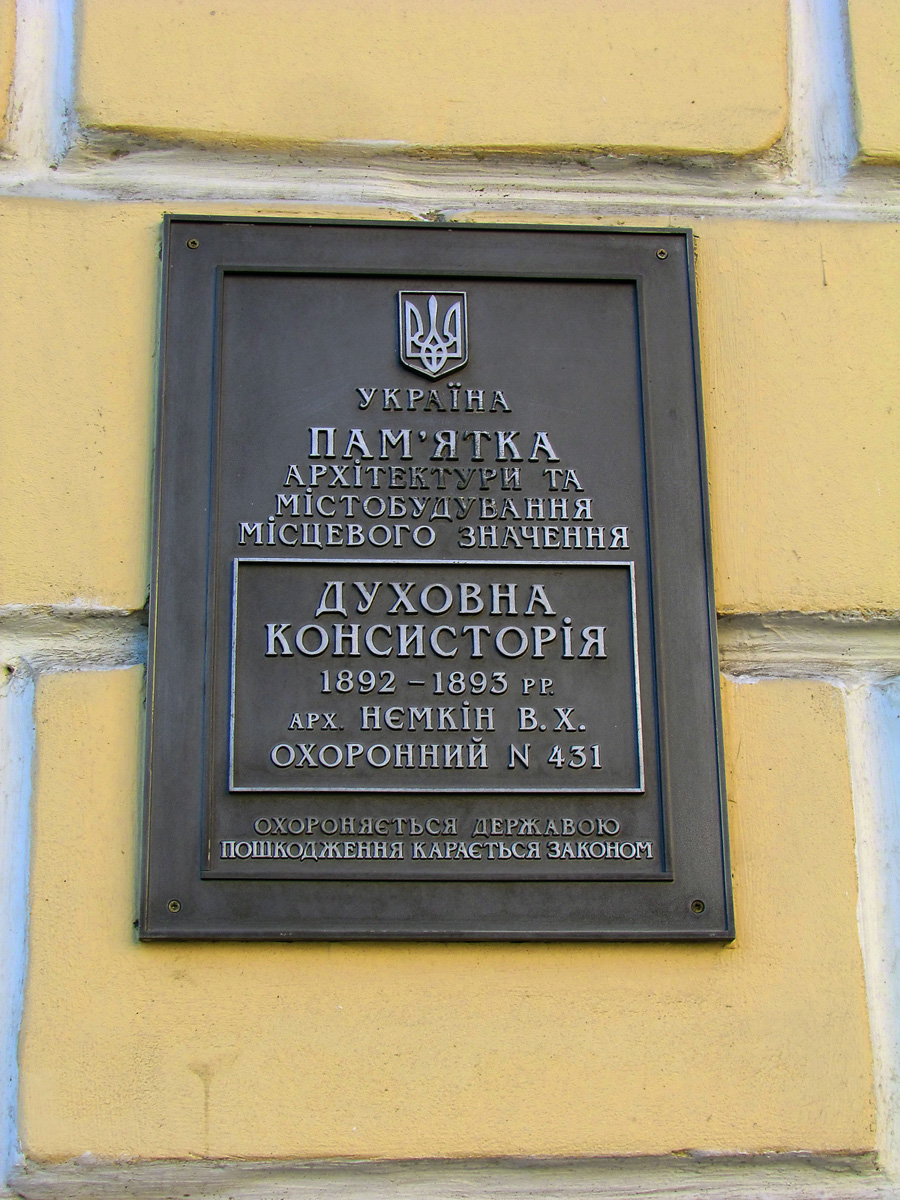 УКРАЇНА
ПАМ'ЯТКА
АРХІТЕКТУРИ ТА
МІСТОБУДУВАННЯ
МІСЦЕВОГО ЗНАЧЕННЯ
ДУХОВНА
КОНСИСТОРІЯ
1892 – 1893 РР.
АРХ. НЄМКІН В. Х.
ОХОРОННИЙ N 431
ОХОРОНЯЄТЬСЯ ДЕРЖАВОЮ
ПОШКОДЖЕННЯ КАРАЄТЬСЯ ЗАКОНОМ